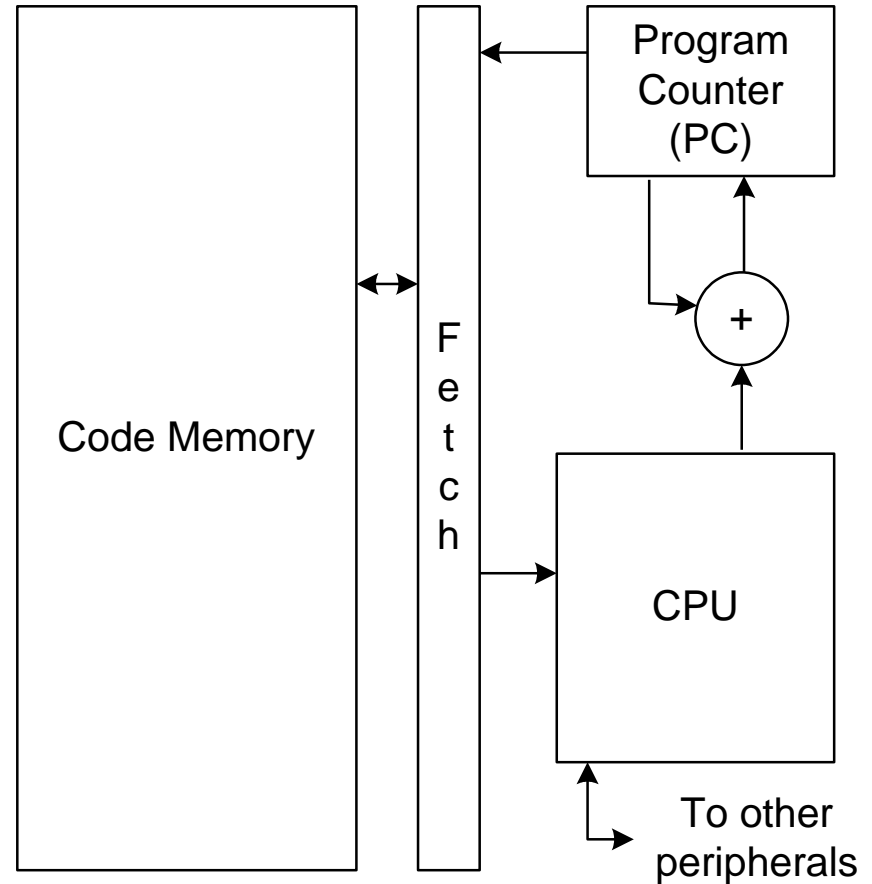 Code Memory
F
e
t
c
h
Program
Counter
(PC)
+
CPU
To other
peripherals